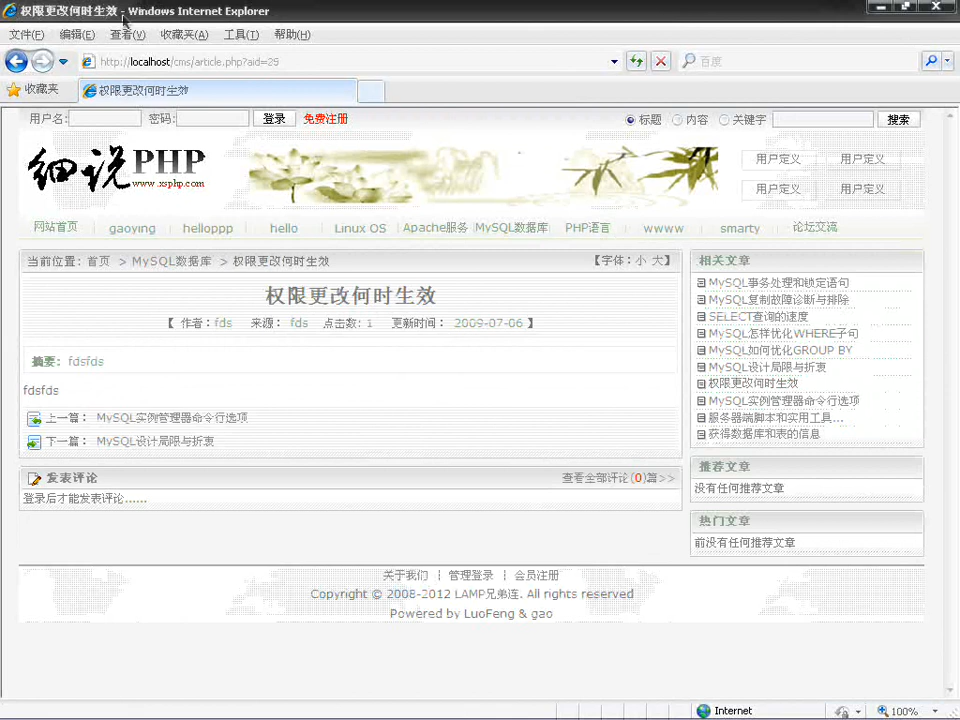 权限更改何时生效 - Windows Internet Explorer
文件(F) 编辑(E) 查看(V) 收藏夹(A) 工具(T) 帮助(H)
http://localhost/cms/article.php?aid=29 百度
收藏夹 权限更改何时生效
用户名: 密码: 登录 免费注册 标题 内容 关键字 搜索
细说PHP
www.xsphp.com
用户定义 用户定义
用户定义 用户定义
网站首页 gaoying helloppp hello Linux OS Apache服务 MySQL数据库 PHP语言 wwww smarty 论坛交流
当前位置: 首页 > MySQL数据库 > 权限更改何时生效 【字体: 小 大】
权限更改何时生效
【 作者: fds 来源: fds 点击数: 1 更新时间: 2009-07-06 】
摘要: fdsfds
fdsfds
上一篇: MySQL实例管理器命令行选项
下一篇: MySQL设计局限与折衷
发表评论 查看全部评论(0)篇>>
登录后才能发表评论......
相关文章
MySQL事务处理和锁定语句
MySQL复制故障诊断与排除
SELECT查询的速度
MySQL怎样优化WHERE子句
MySQL如何优化GROUP BY
MySQL设计局限与折衷
权限更改何时生效
MySQL实例管理器命令行选项
服务器端脚本和实用工具...
获得数据库和表的信息
推荐文章
没有任何推荐文章
热门文章
前没有任何推荐文章
关于我们 ¦ 管理登录 ¦ 会员注册
Copyright © 2008-2012 LAMP兄弟连. All rights reserved
Powered by LuoFeng & gao
Internet 100%